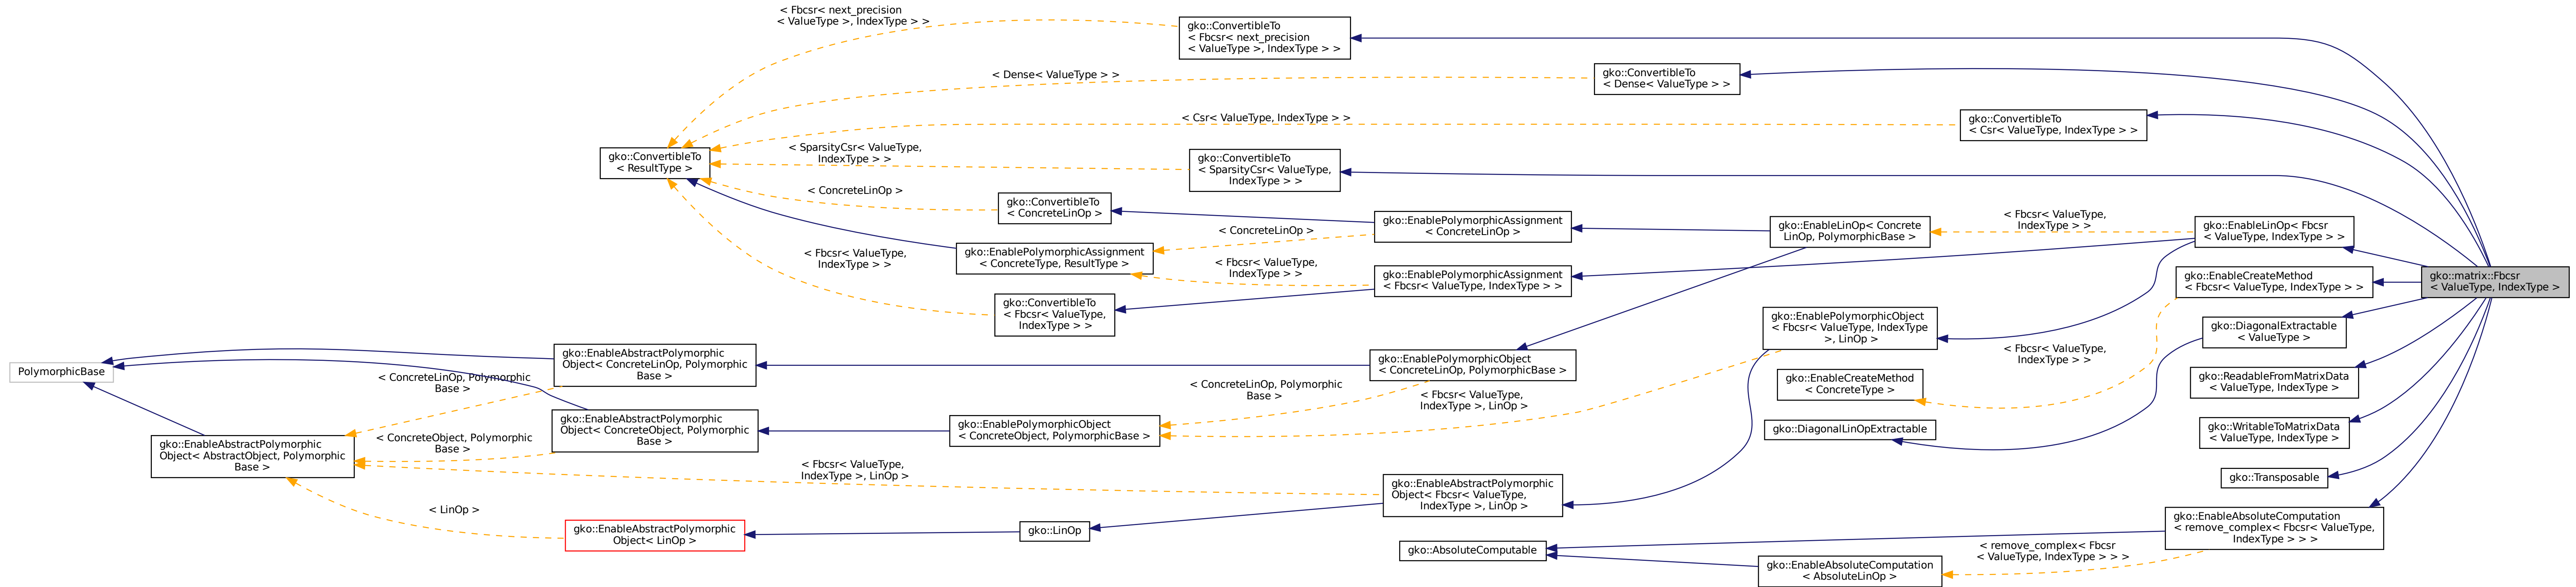 < Fbcsr< next_precision
< ValueType >, IndexType > >
gko::ConvertibleTo
< Fbcsr< next_precision
< ValueType >, IndexType > >
< Dense< ValueType > >
gko::ConvertibleTo
< Dense< ValueType > >
< Csr< ValueType, IndexType > >
gko::ConvertibleTo
< Csr< ValueType, IndexType > >
gko::ConvertibleTo
< ResultType >
< SparsityCsr< ValueType,
IndexType > >
gko::ConvertibleTo
< SparsityCsr< ValueType,
IndexType > >
< ConcreteLinOp >
gko::ConvertibleTo
< ConcreteLinOp >
gko::EnablePolymorphicAssignment
< ConcreteLinOp >
gko::EnableLinOp< Concrete
LinOp, PolymorphicBase >
< Fbcsr< ValueType,
IndexType > >
gko::EnableLinOp< Fbcsr
< ValueType, IndexType > >
gko::EnablePolymorphicAssignment
< ConcreteType, ResultType >
< ConcreteLinOp >
< Fbcsr< ValueType,
IndexType > >
< Fbcsr< ValueType,
IndexType > >
gko::EnablePolymorphicAssignment
< Fbcsr< ValueType, IndexType > >
gko::EnableCreateMethod
< Fbcsr< ValueType, IndexType > >
gko::matrix::Fbcsr
< ValueType, IndexType >
gko::ConvertibleTo
< Fbcsr< ValueType,
IndexType > >
gko::EnablePolymorphicObject
< Fbcsr< ValueType, IndexType
>, LinOp >
gko::DiagonalExtractable
< ValueType >
< Fbcsr< ValueType,
IndexType > >
PolymorphicBase
gko::EnableAbstractPolymorphic
Object< ConcreteLinOp, Polymorphic
Base >
gko::EnablePolymorphicObject
< ConcreteLinOp, PolymorphicBase >
gko::EnableCreateMethod
< ConcreteType >
gko::ReadableFromMatrixData
< ValueType, IndexType >
< ConcreteLinOp, Polymorphic
Base >
< ConcreteLinOp, Polymorphic
Base >
< Fbcsr< ValueType,
IndexType >, LinOp >
gko::EnableAbstractPolymorphic
Object< ConcreteObject, Polymorphic
Base >
gko::EnablePolymorphicObject
< ConcreteObject, PolymorphicBase >
gko::DiagonalLinOpExtractable
gko::WritableToMatrixData
< ValueType, IndexType >
gko::EnableAbstractPolymorphic
Object< AbstractObject, Polymorphic
Base >
< ConcreteObject, Polymorphic
Base >
< Fbcsr< ValueType,
IndexType >, LinOp >
gko::EnableAbstractPolymorphic
Object< Fbcsr< ValueType,
IndexType >, LinOp >
gko::Transposable
< LinOp >
gko::EnableAbstractPolymorphic
Object< LinOp >
gko::LinOp
gko::EnableAbsoluteComputation
< remove_complex< Fbcsr< ValueType,
IndexType > > >
gko::AbsoluteComputable
< remove_complex< Fbcsr
< ValueType, IndexType > > >
gko::EnableAbsoluteComputation
< AbsoluteLinOp >